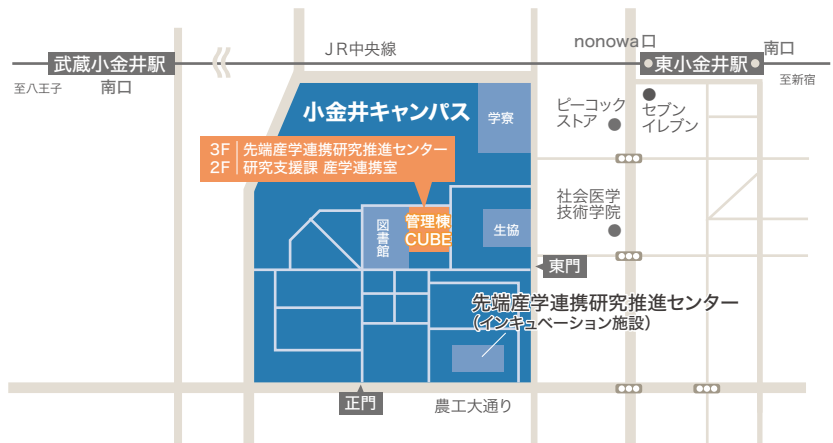 JR中央線
nonowa口
南口
武蔵小金井駅
東小金井駅
至八王子
南口
至新宿
小金井キャンパス
学寮
ピーコック
ストア
セブン
イレブン
3F｜先端産学連携研究推進センター
2F｜研究支援課 産学連携室
社会医学
技術学院
図書館
管理棟
CUBE
生協
東門
先端産学連携研究推進センター
（インキュベーション施設）
正門
農工大通り